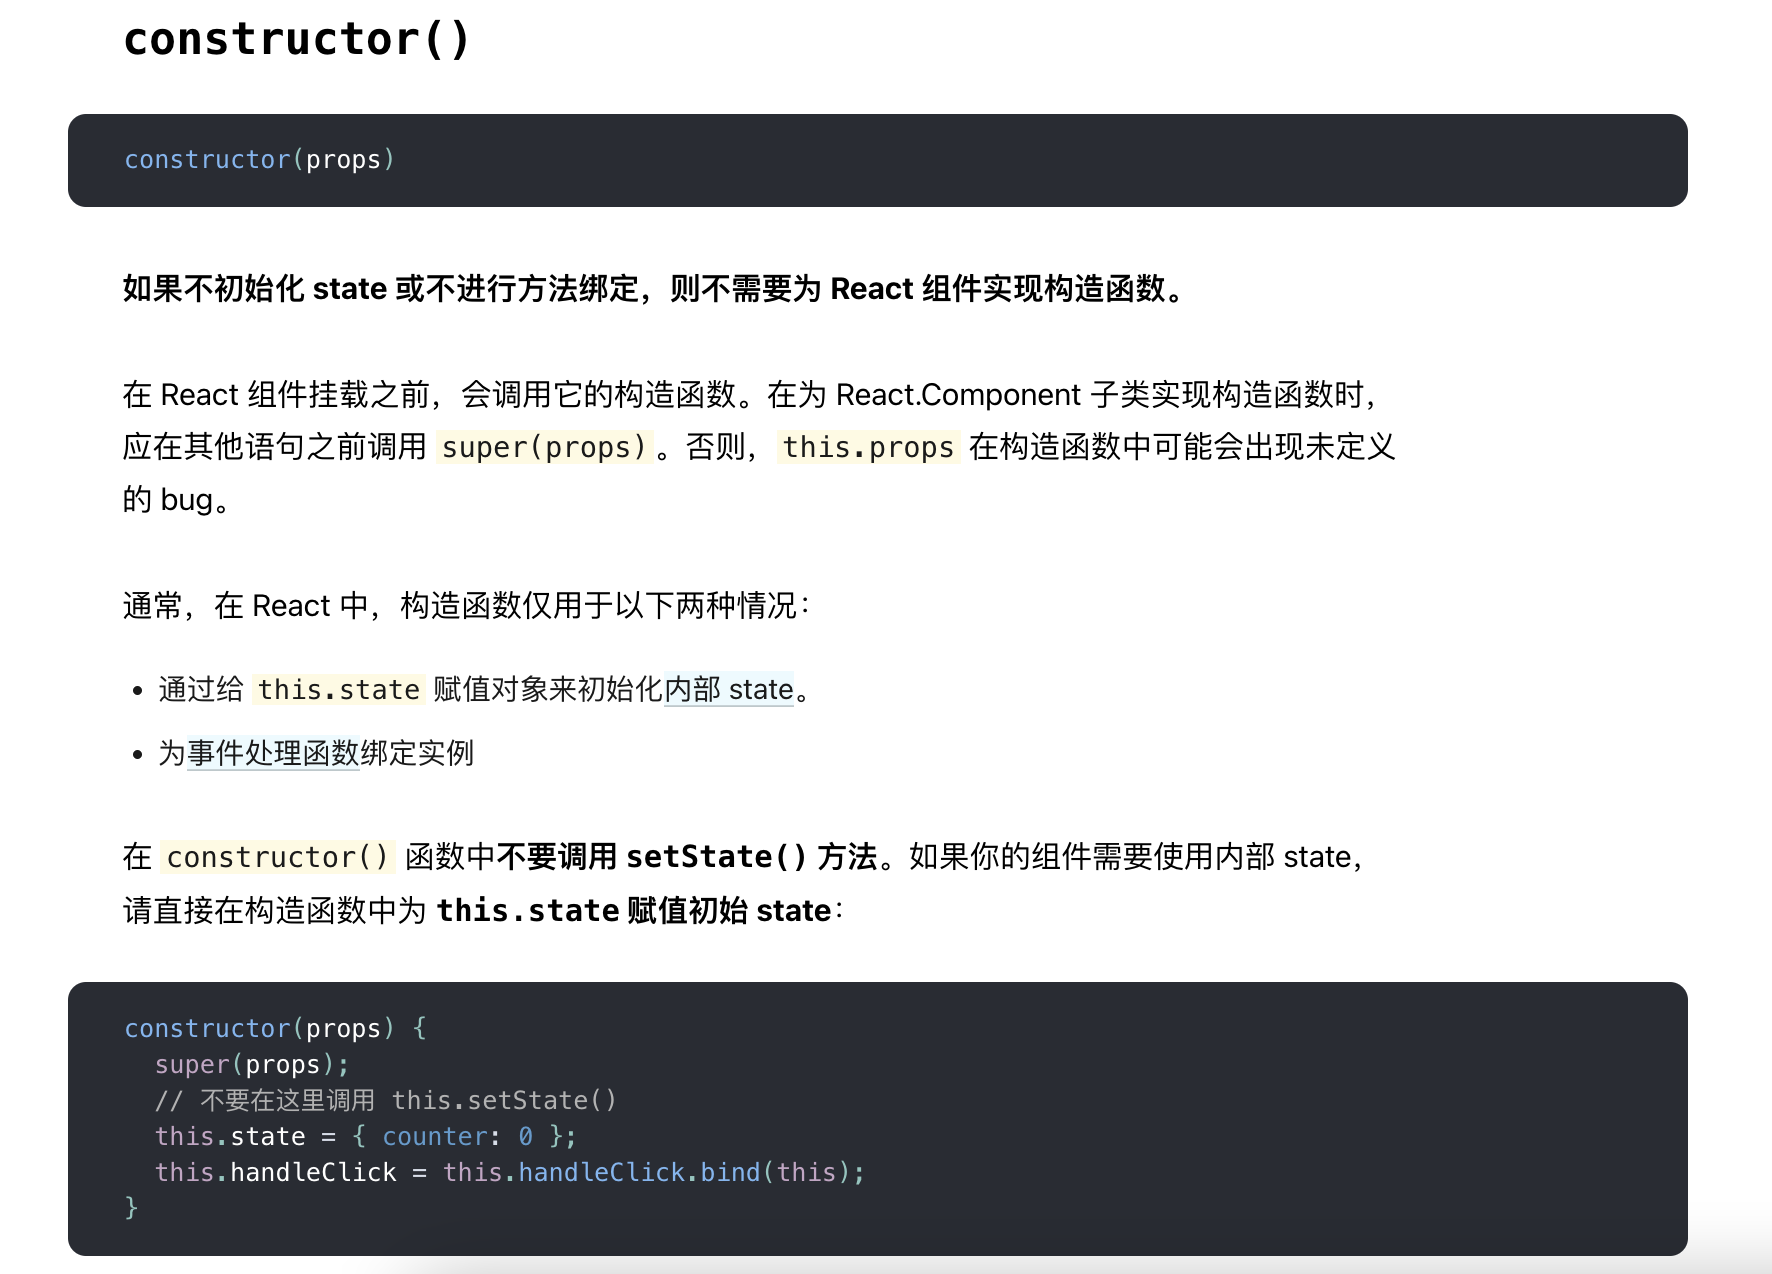 constructor()
constructor(props)
如果不初始化 state 或不进行方法绑定，则不需要为 React 组件实现构造函数。
在 React 组件挂载之前，会调用它的构造函数。在为 React.Component 子类实现构造函数时，
应在其他语句之前调用 super(props)。否则，this.props 在构造函数中可能会出现未定义
的 bug。
通常，在 React 中，构造函数仅用于以下两种情况：
• 通过给 this.state 赋值对象来初始化内部 state。
• 为事件处理函数绑定实例
在 constructor() 函数中不要调用 setState() 方法。如果你的组件需要使用内部 state，
请直接在构造函数中为 this.state 赋值初始 state：
constructor(props) {
  super(props);
  // 不要在这里调用 this.setState()
  this.state = { counter: 0 };
  this.handleClick = this.handleClick.bind(this);
}